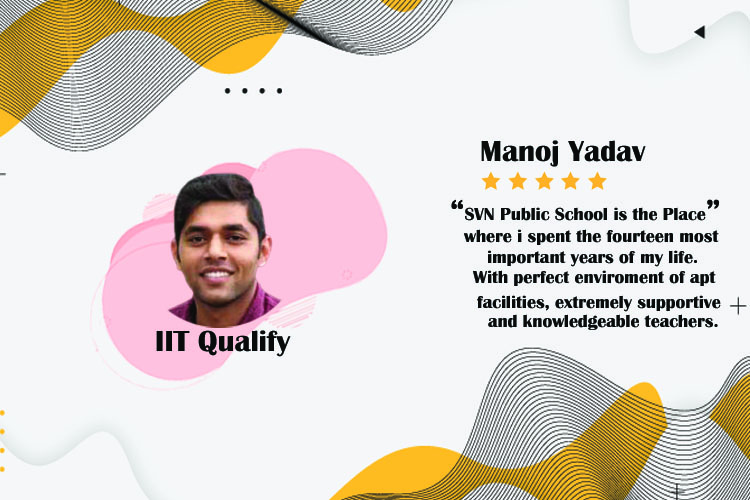 Manoj Yadav
“SVN Public School is the Place”
where i spent the fourteen most
important years of my life.
With perfect enviroment of apt
facilities, extremely supportive
and knowledgeable teachers.
IIT Qualify